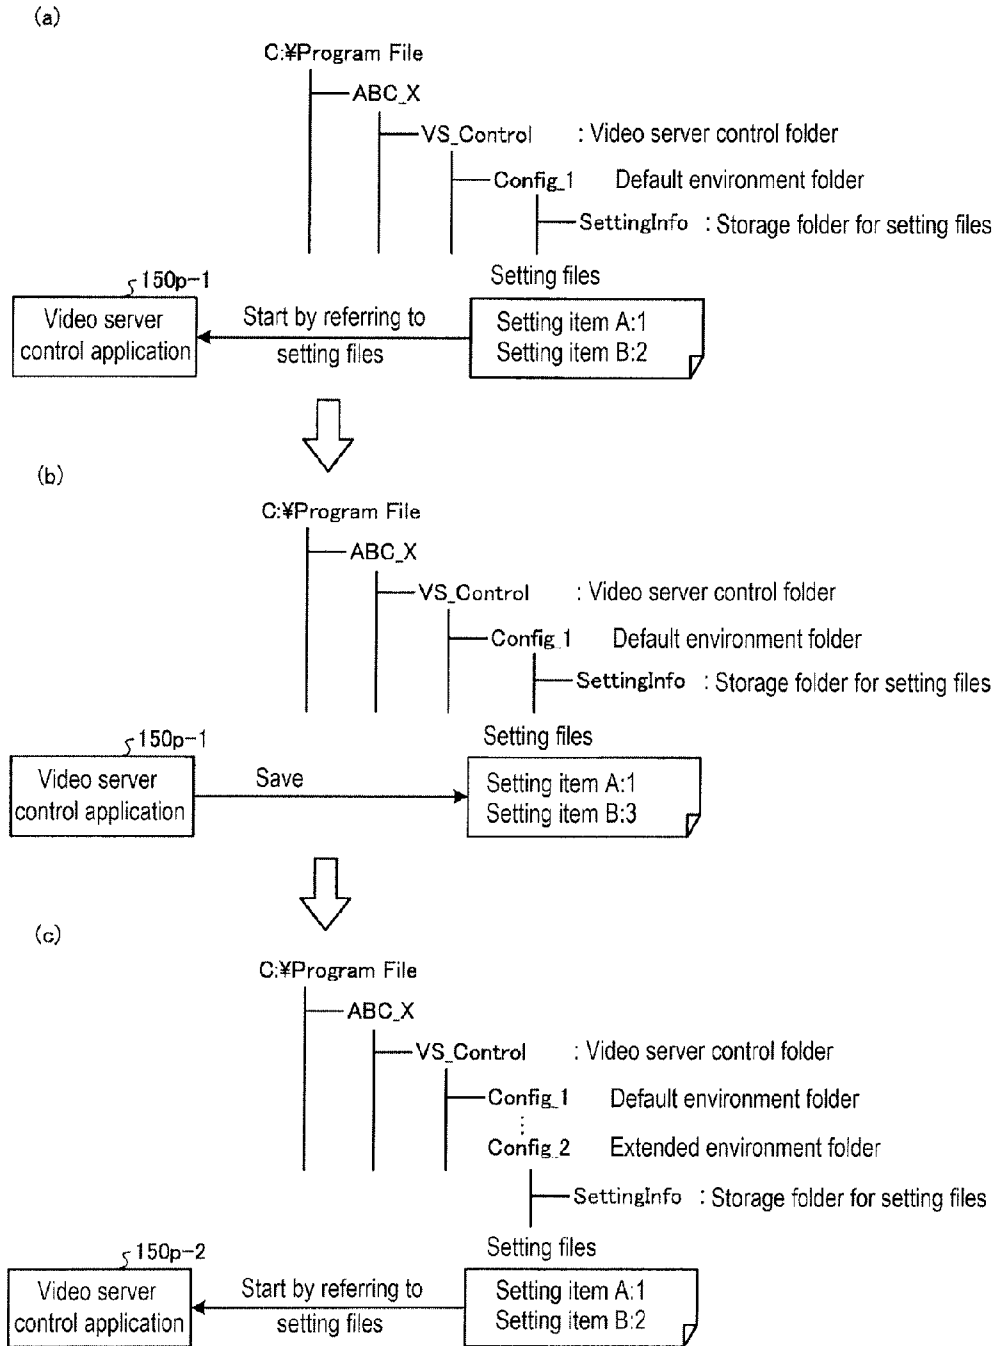 (a)
C:¥Program File
ABC_X
VS_Control : Video server control folder
Config_1 Default environment folder
SettingInfo : Storage folder for setting files
150p-1
Setting files
Video server
control application
Start by referring to
setting files
Setting item A:1
Setting item B:2
(b)
C:¥Program File
ABC_X
VS_Control : Video server control folder
Config_1 Default environment folder
SettingInfo : Storage folder for setting files
150p-1
Setting files
Video server
control application
Save
Setting item A:1
Setting item B:3
(c)
C:¥Program File
ABC_X
VS_Control : Video server control folder
Config_1 Default environment folder
Config_2 Extended environment folder
SettingInfo : Storage folder for setting files
150p-2
Setting files
Video server
control application
Start by referring to
setting files
Setting item A:1
Setting item B:2